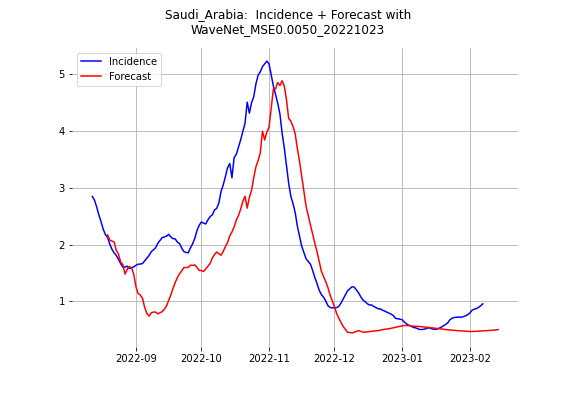 Saudi_Arabia:  Incidence + Forecast with
WaveNet_MSE0.0050_20221023
Incidence
Forecast
5
4
3
2
1
2022-09 2022-10 2022-11 2022-12 2023-01 2023-02